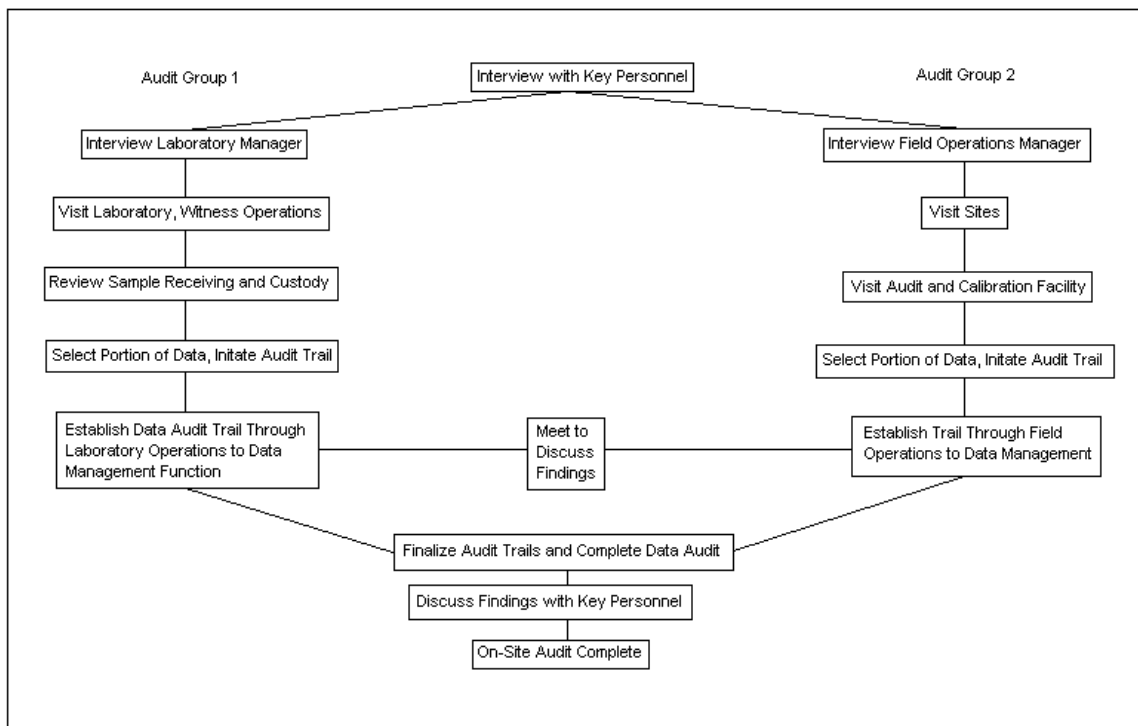 Audit Group 1
Interview with Key Personnel
Audit Group 2
Interview Laboratory Manager
Interview Field Operations Manager
Visit Laboratory, Witness Operations
Visit Sites
Review Sample Receiving and Custody
Visit Audit and Calibration Facility
Select Portion of Data, Initate Audit Trail
Select Portion of Data, Initate Audit Trail
Establish Data Audit Trail Through
Laboratory Operations to Data
Management Function
Meet to
Discuss
Findings
Establish Trail Through Field
Operations to Data Management
Finalize Audit Trails and Complete Data Audit
Discuss Findings with Key Personnel
On-Site Audit Complete